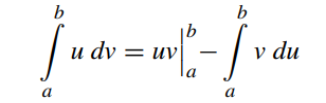 ∫_a^b u dv = uv|_a^b − ∫_a^b v du